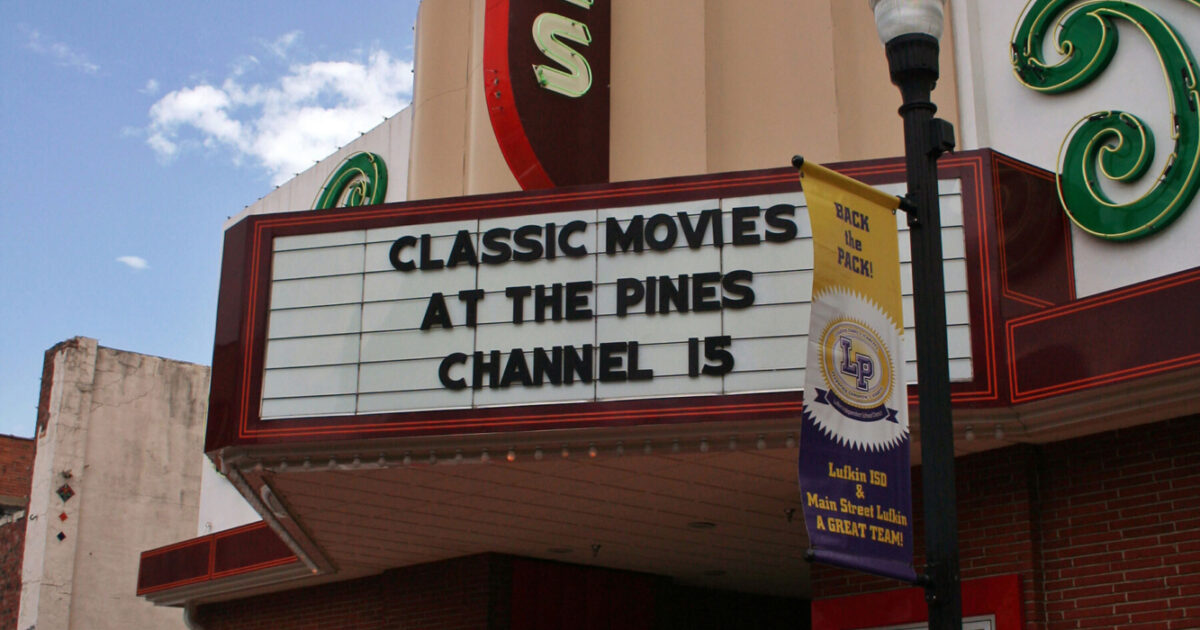 S
CLASSIC MOVIES
AT THE PINES
CHANNEL 15
BACK
the
PACK!
LP
Lufkin ISD
&
Main Street Lufkin
A GREAT TEAM!